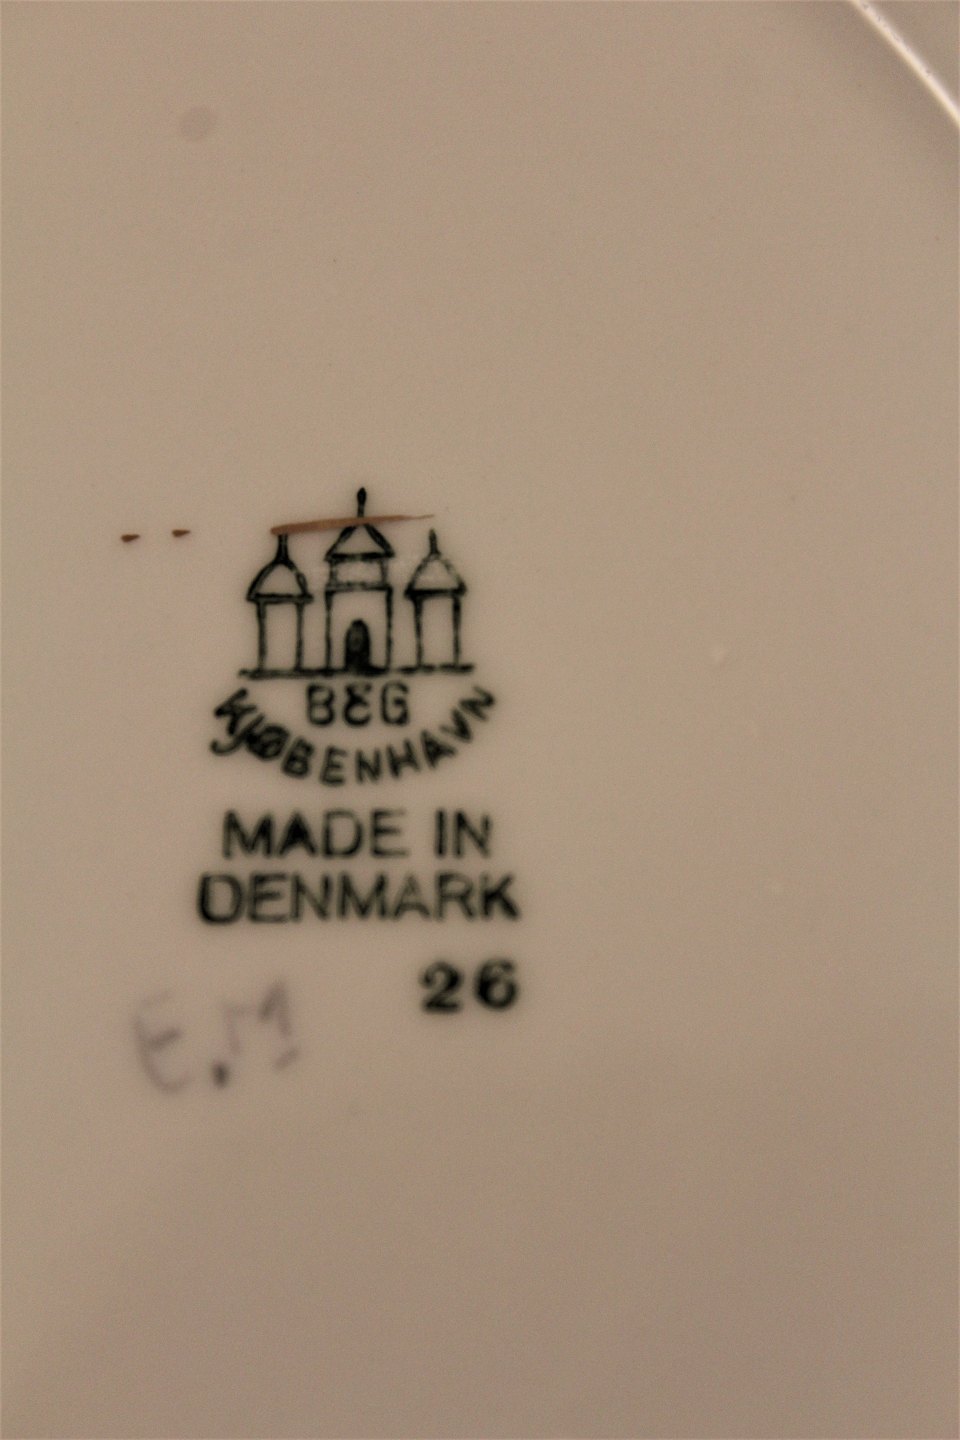 B&G
KJØBENHAVN
MADE IN
DENMARK
26
E.M